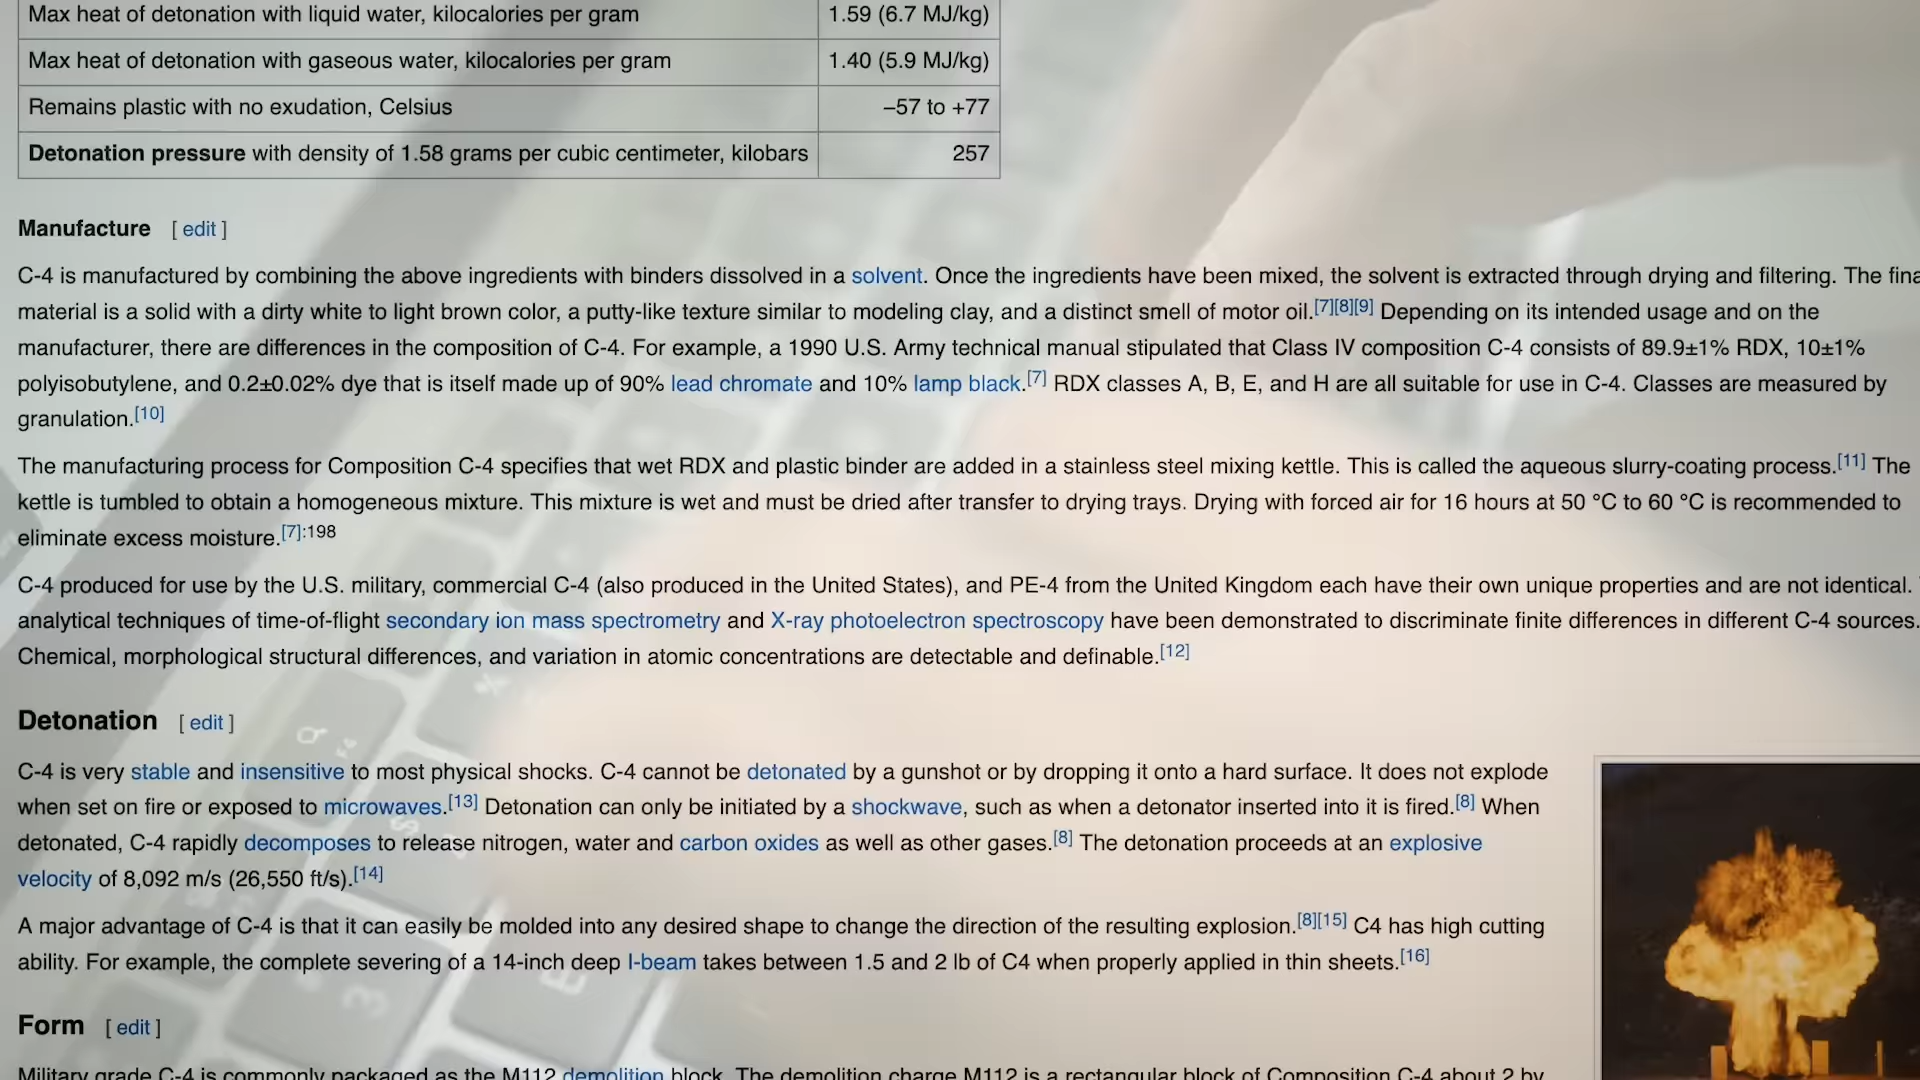 Max heat of detonation with liquid water, kilocalories per gram 1.59 (6.7 MJ/kg)
Max heat of detonation with gaseous water, kilocalories per gram 1.40 (5.9 MJ/kg)
Remains plastic with no exudation, Celsius −57 to +77
Detonation pressure with density of 1.58 grams per cubic centimeter, kilobars 257
Manufacture [ edit ]
C-4 is manufactured by combining the above ingredients with binders dissolved in a solvent. Once the ingredients have been mixed, the solvent is extracted through drying and filtering. The fina
material is a solid with a dirty white to light brown color, a putty-like texture similar to modeling clay, and a distinct smell of motor oil.[7][8][9] Depending on its intended usage and on the
manufacturer, there are differences in the composition of C-4. For example, a 1990 U.S. Army technical manual stipulated that Class IV composition C-4 consists of 89.9±1% RDX, 10±1%
polyisobutylene, and 0.2±0.02% dye that is itself made up of 90% lead chromate and 10% lamp black.[7] RDX classes A, B, E, and H are all suitable for use in C-4. Classes are measured by
granulation.[10]
The manufacturing process for Composition C-4 specifies that wet RDX and plastic binder are added in a stainless steel mixing kettle. This is called the aqueous slurry-coating process.[11] The
kettle is tumbled to obtain a homogeneous mixture. This mixture is wet and must be dried after transfer to drying trays. Drying with forced air for 16 hours at 50 °C to 60 °C is recommended to
eliminate excess moisture.[7]:198
C-4 produced for use by the U.S. military, commercial C-4 (also produced in the United States), and PE-4 from the United Kingdom each have their own unique properties and are not identical.
analytical techniques of time-of-flight secondary ion mass spectrometry and X-ray photoelectron spectroscopy have been demonstrated to discriminate finite differences in different C-4 sources.
Chemical, morphological structural differences, and variation in atomic concentrations are detectable and definable.[12]
Detonation [ edit ]
C-4 is very stable and insensitive to most physical shocks. C-4 cannot be detonated by a gunshot or by dropping it onto a hard surface. It does not explode
when set on fire or exposed to microwaves.[13] Detonation can only be initiated by a shockwave, such as when a detonator inserted into it is fired.[8] When
detonated, C-4 rapidly decomposes to release nitrogen, water and carbon oxides as well as other gases.[8] The detonation proceeds at an explosive
velocity of 8,092 m/s (26,550 ft/s).[14]
A major advantage of C-4 is that it can easily be molded into any desired shape to change the direction of the resulting explosion.[8][15] C4 has high cutting
ability. For example, the complete severing of a 14-inch deep I-beam takes between 1.5 and 2 lb of C4 when properly applied in thin sheets.[16]
Form [ edit ]
Military grade C-4 is commonly packaged as the M112 demolition block. The demolition charge M112 is a rectangular block of Composition C-4 about 2 by